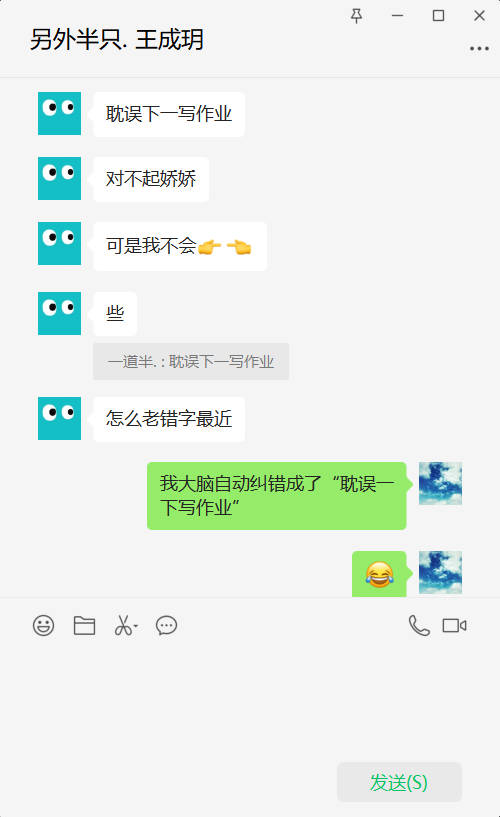 另外半只. 王成玥
耽误下一写作业
对不起娇娇
可是我不会👉👈
些
一道半. : 耽误下一写作业
怎么老错字最近
我大脑自动纠错成了“耽误一
下写作业“
😂
发送(S)